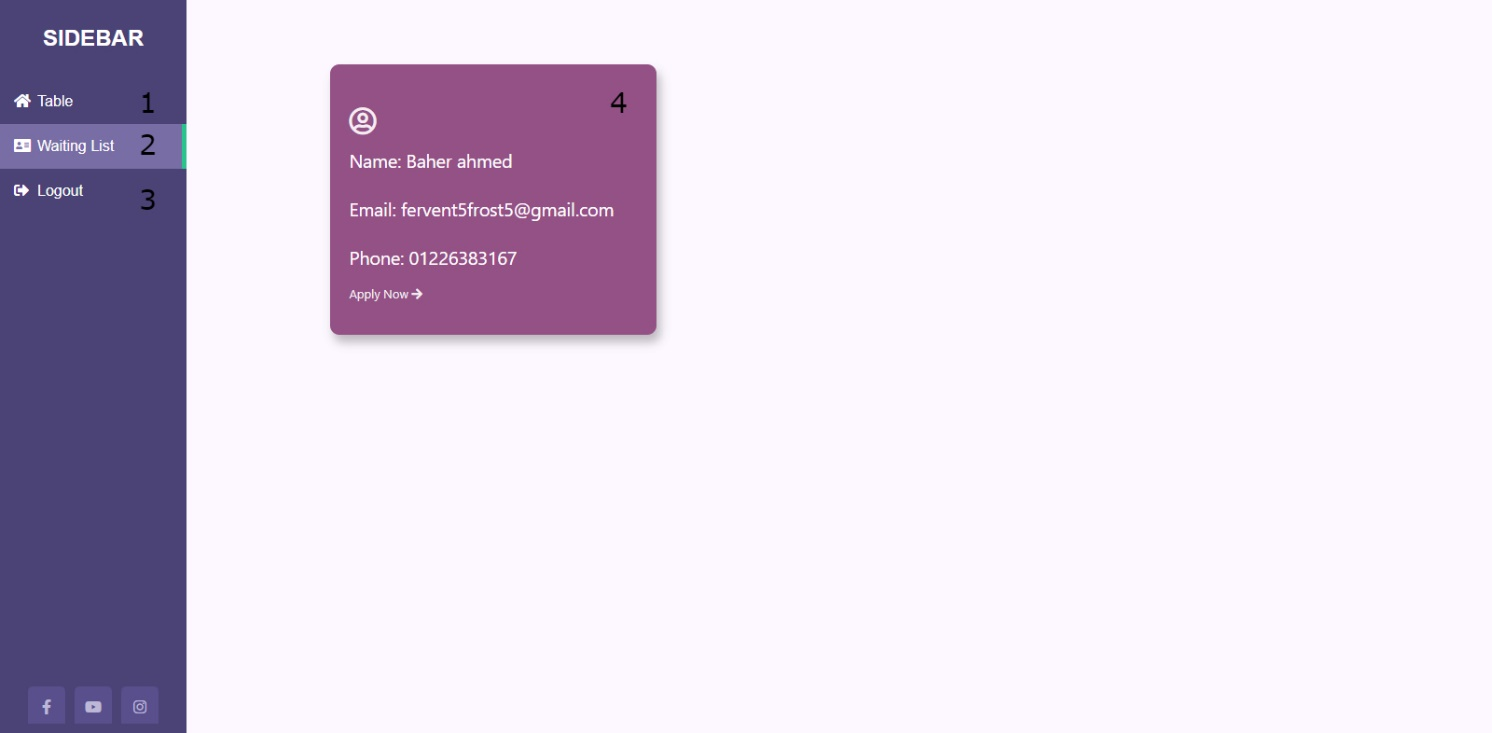 SIDEBAR
Table 1
Waiting List 2
Logout 3
4
Name: Baher ahmed
Email: fervent5frost5@gmail.com
Phone: 01226383167
Apply Now